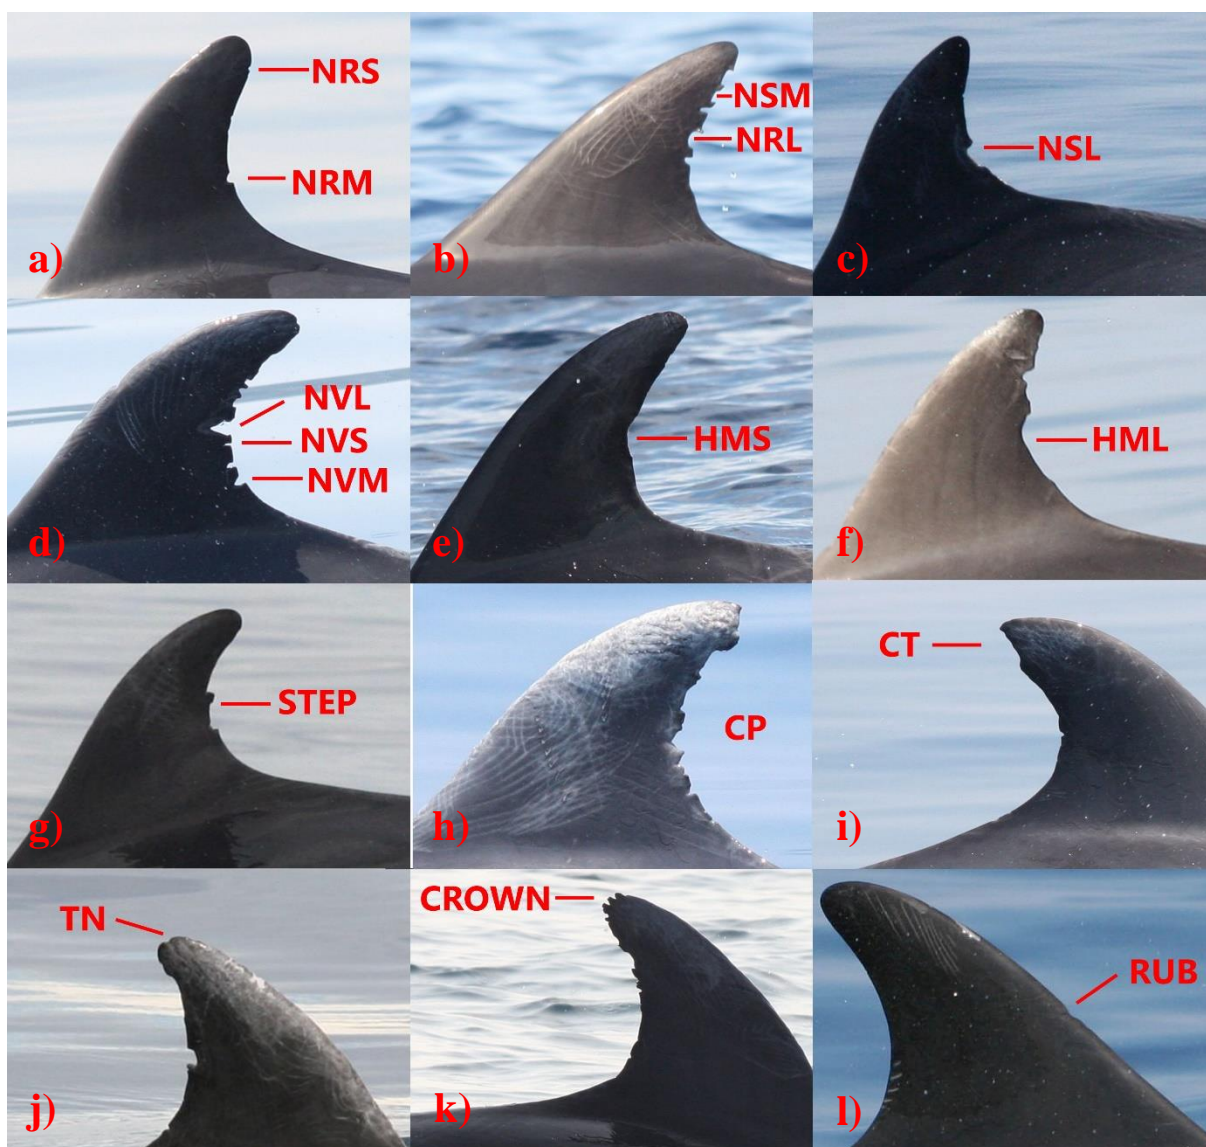 NRS
NRM
a)
NSM
NRL
b)
NSL
c)
NVL
NVS
NVM
d)
HMS
e)
HML
f)
STEP
g)
CP
h)
CT
i)
TN
j)
CROWN
k)
RUB
l)